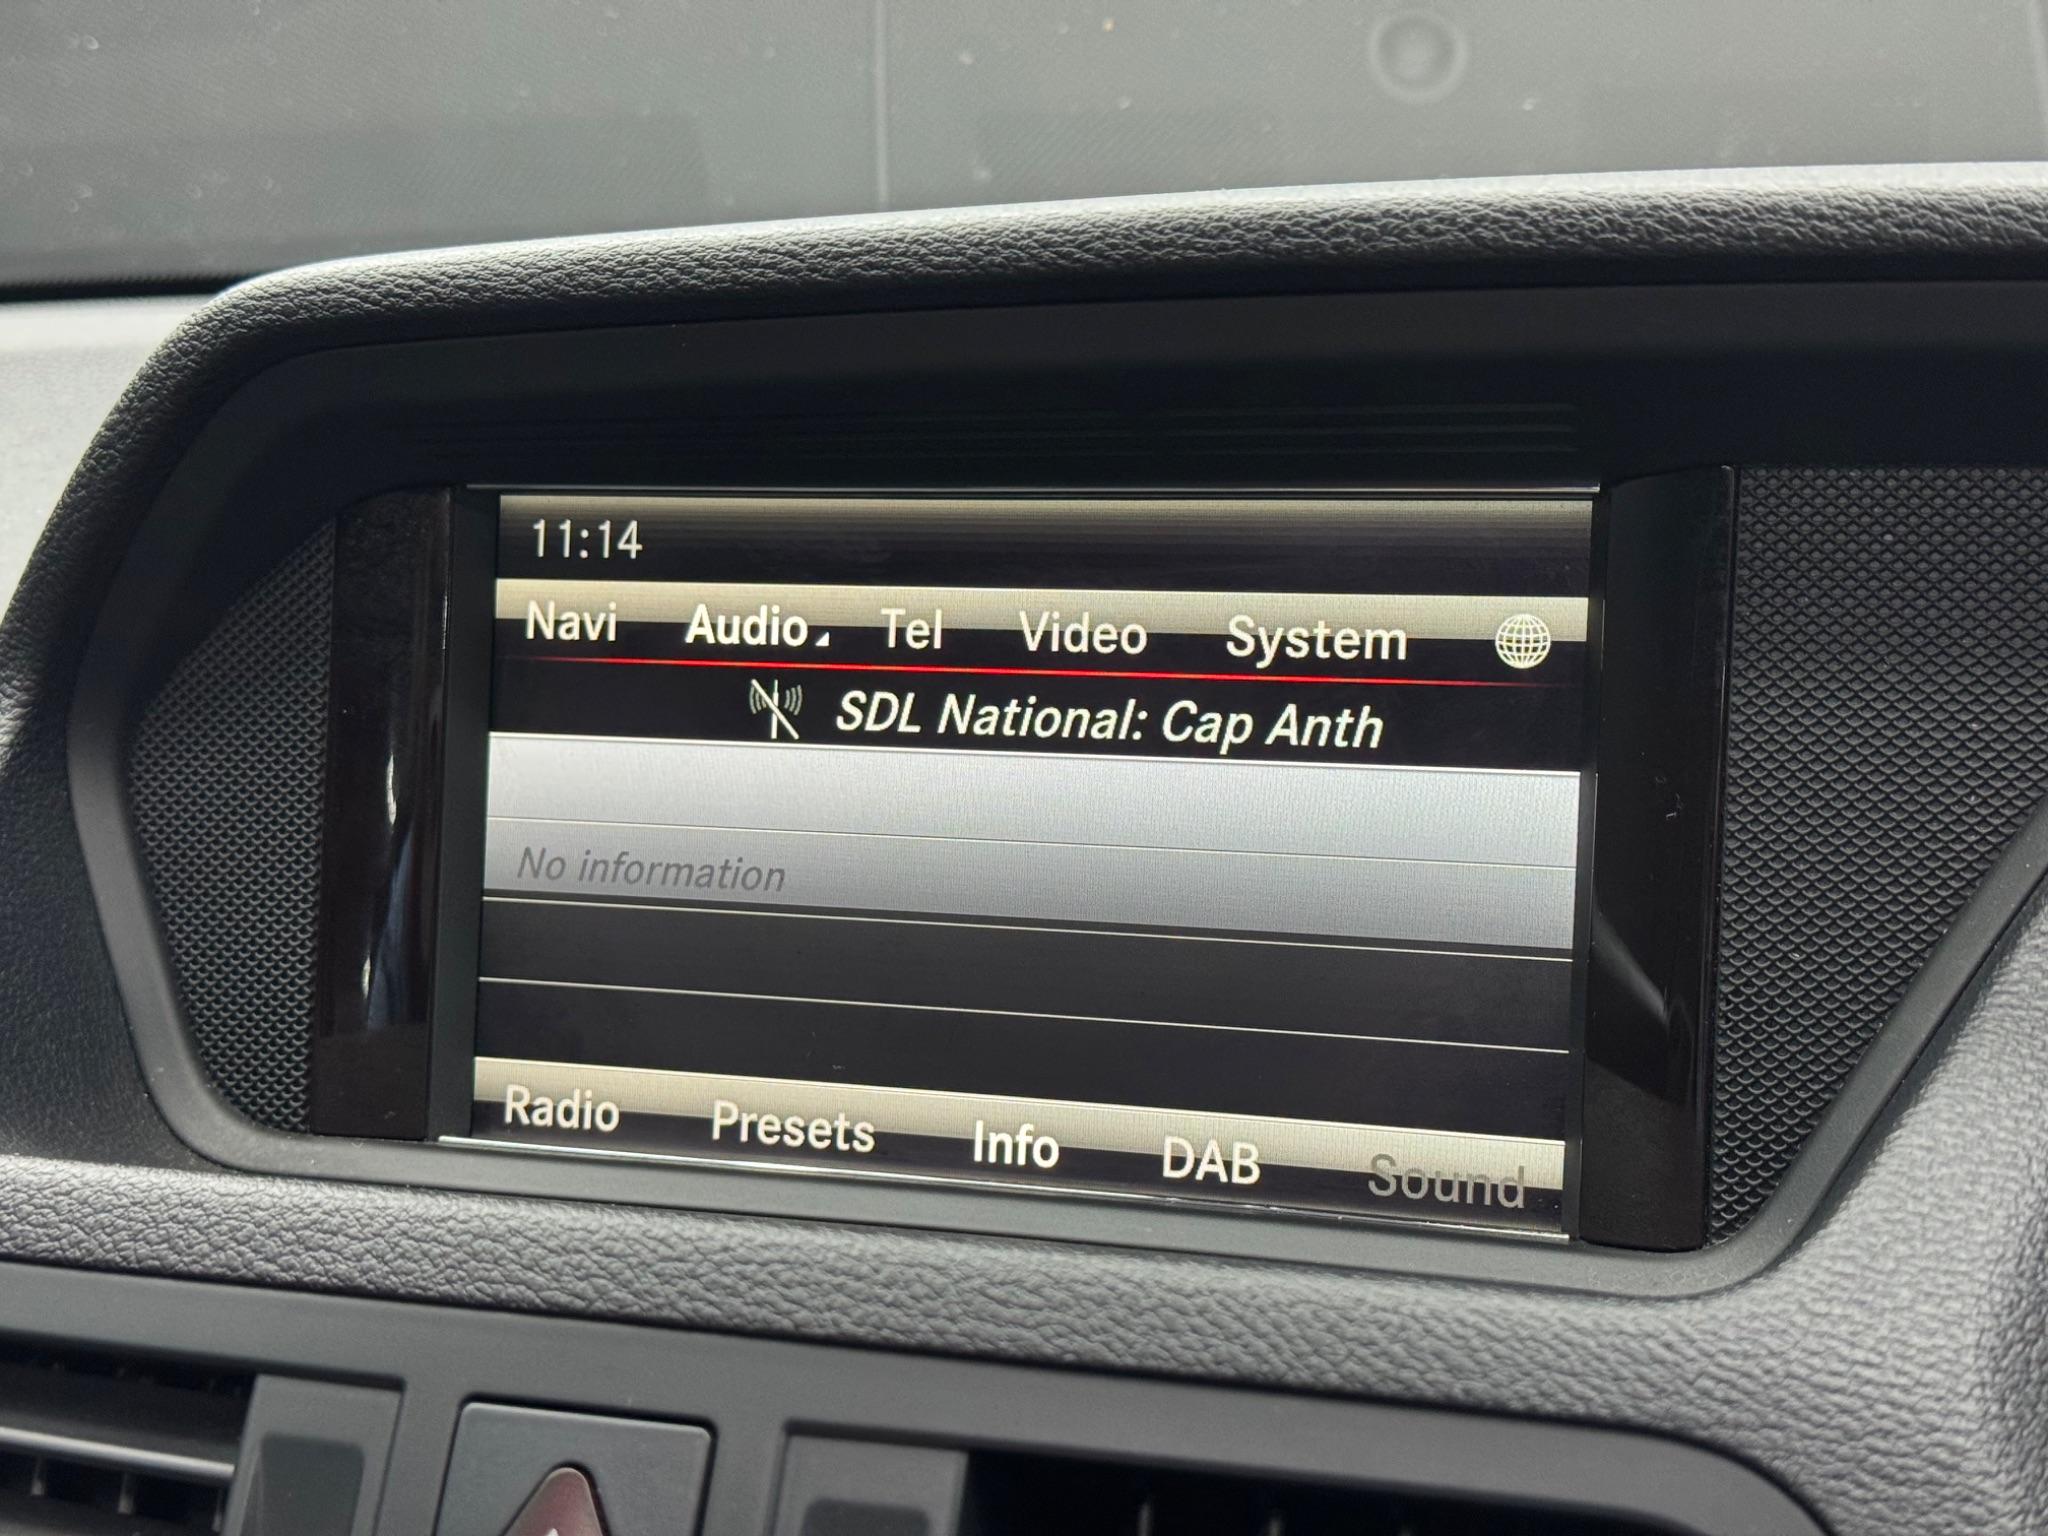 11:14
Navi Audio Tel Video System
SDL National: Cap Anth
No information
Radio Presets Info DAB Sound